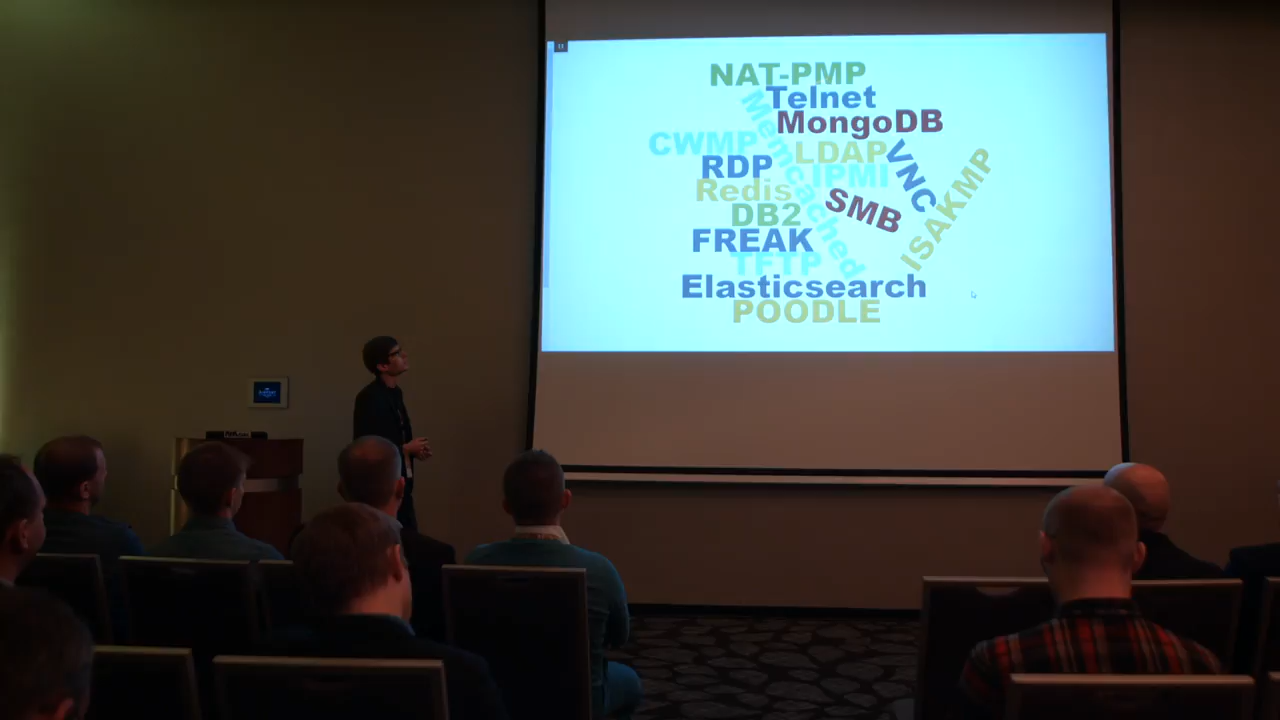 NAT-PMP
Telnet
Memcached
MongoDB
CWMP
LDAP
VNC
RDP
IPMI
ISAKMP
Redis
SMB
DB2
FREAK
TFTP
Elasticsearch
POODLE